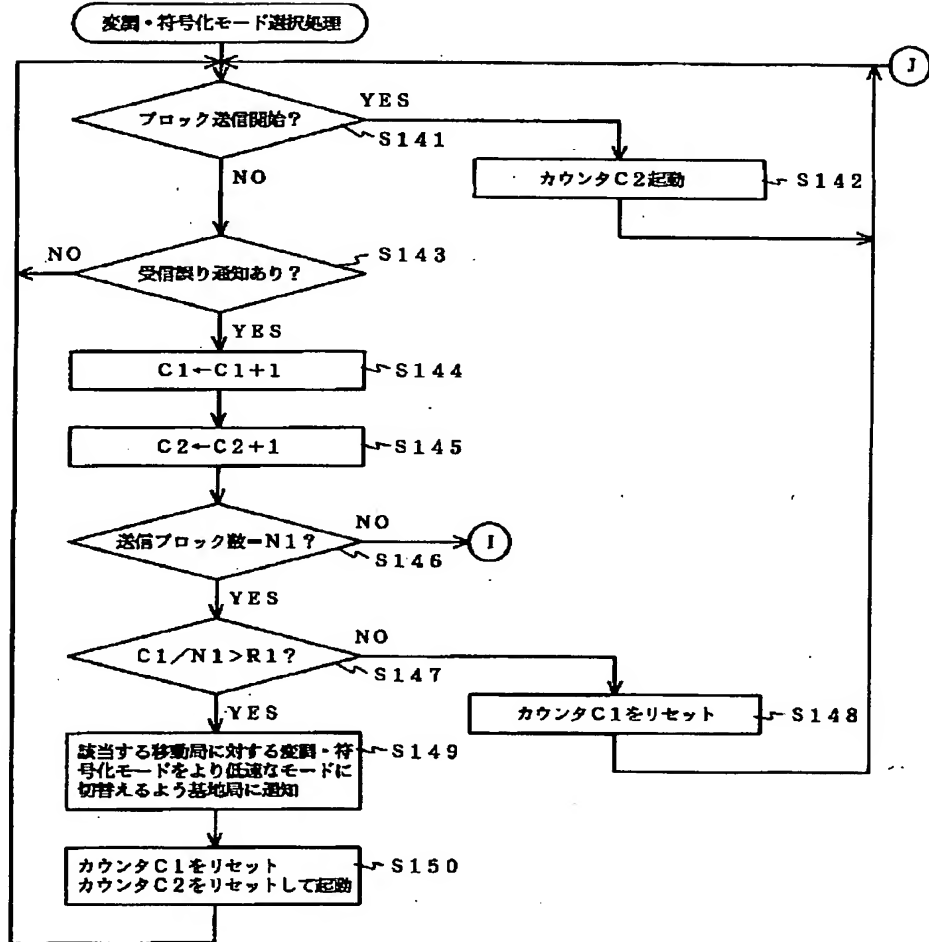 変調・符号化モード選択処理
J
ブロック送信開始?
YES
S141
NO
カウンタC2起動
S142
受信誤り通知あり?
NO
S143
YES
C1←C1+1
S144
C2←C2+1
S145
送信ブロック数=N1?
NO
I
S146
YES
C1/N1>R1?
NO
S147
YES
カウンタC1をリセット
S148
該当する移動局に対する変調・符
号化モードをより低速なモードに
切替えるよう基地局に通知
S149
カウンタC1をリセット
カウンタC2をリセットして起動
S150